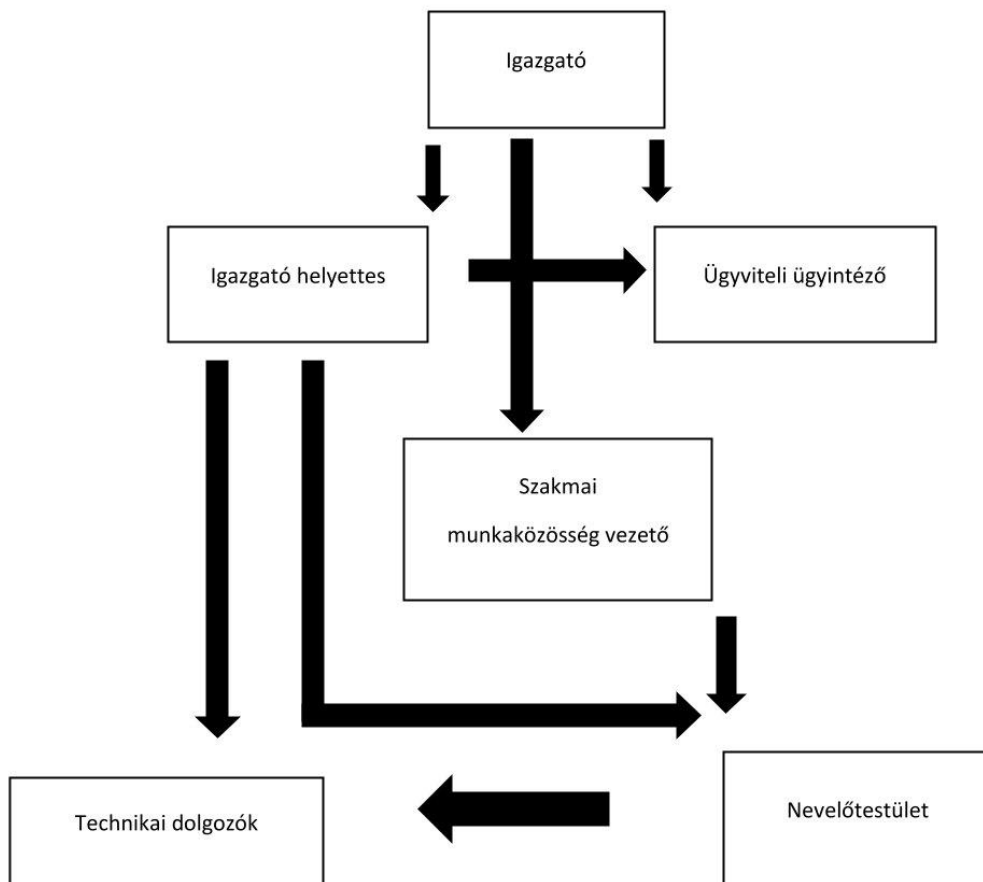 Igazgató
Igazgató helyettes
Ügyviteli ügyintéző
Szakmai
munkaközösség vezető
Technikai dolgozók
Nevelőtestület